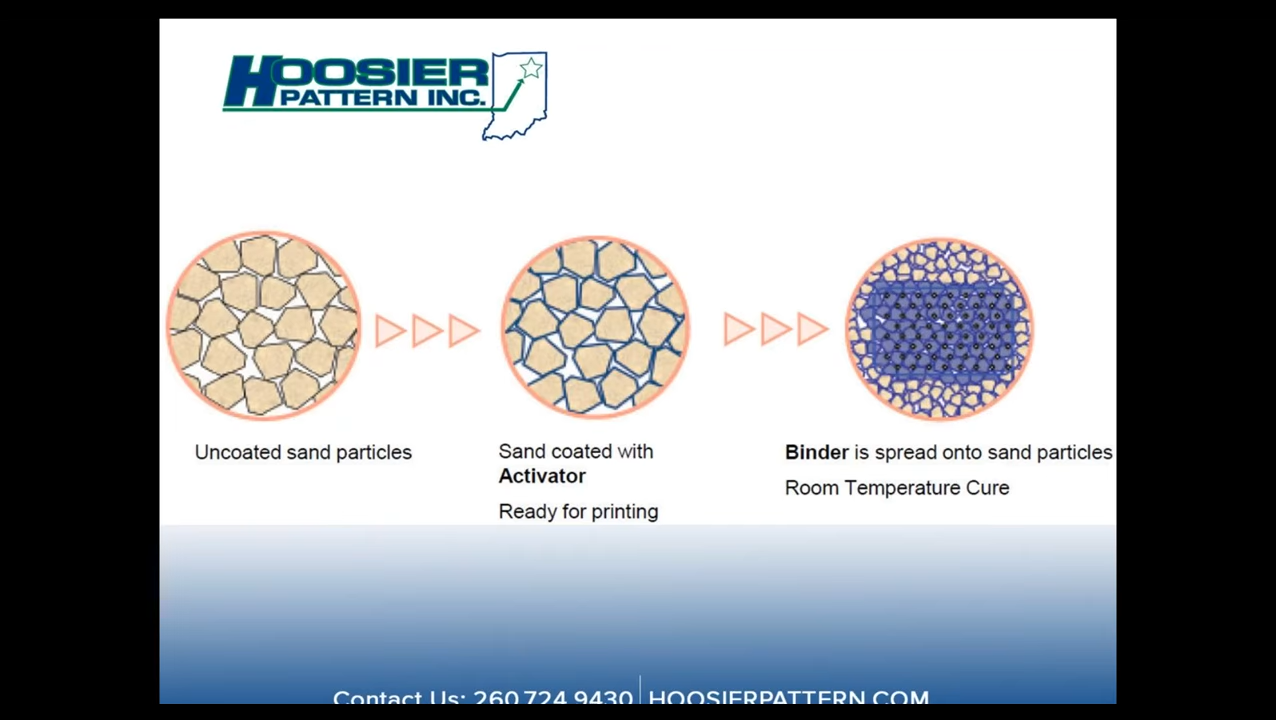 HOOSIER
PATTERN INC.
Uncoated sand particles
Sand coated with
Activator
Ready for printing
Binder is spread onto sand particles
Room Temperature Cure
Contact Us: 260.724.9430 | HOOSIERPATTERN.COM